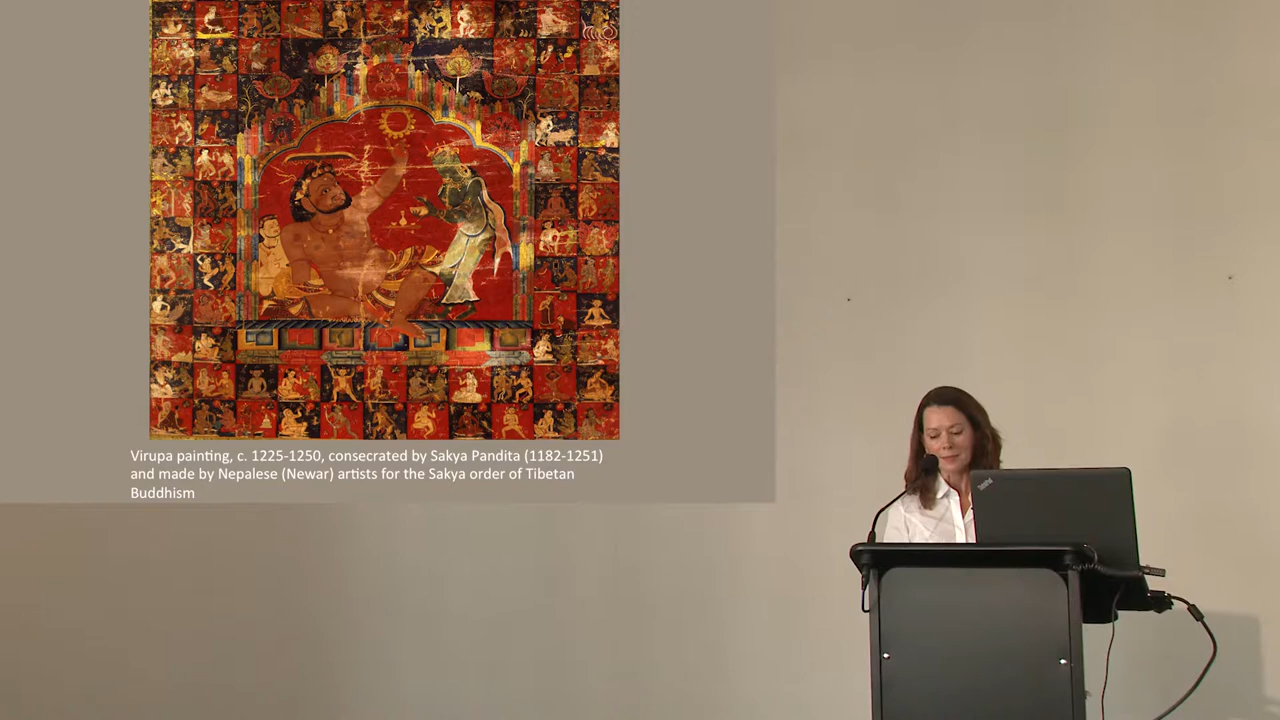 Virupa painting, c. 1225-1250, consecrated by Sakya Pandita (1182-1251)
and made by Nepalese (Newar) artists for the Sakya order of Tibetan
Buddhism
ThinkPad